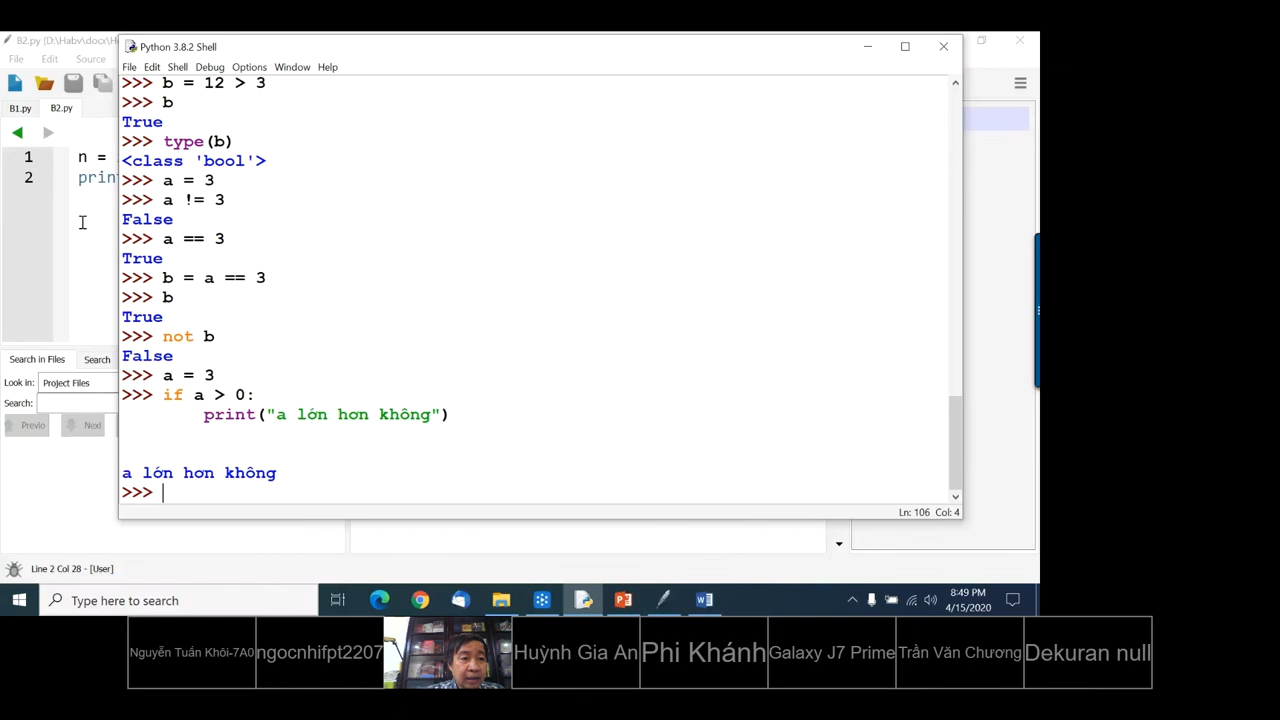 B2.py (D:\Habv\docx\H
Python 3.8.2 Shell
File Edit Source
File Edit Shell Debug Options Window Help
B1.py B2.py
1 n =
2 prin
>>> b = 12 > 3
>>> b
True
>>> type(b)
<class 'bool'>
>>> a = 3
>>> a != 3
False
>>> a == 3
True
>>> b = a == 3
>>> b
True
>>> not b
False
>>> a = 3
>>> if a > 0:
print("a lớn hơn không")
a lớn hơn không
>>>
Ln: 106 Col: 4
Search in Files Search
Look in: Project Files
Search:
Previo Next
Line 2 Col 28 - [User]
Type here to search
8:49 PM
4/15/2020
Nguyễn Tuấn Khôi-7A0
ngocnhifpt2207
Huỳnh Gia An
Phi Khánh
Galaxy J7 Prime
Trần Văn Chương
Dekuran null